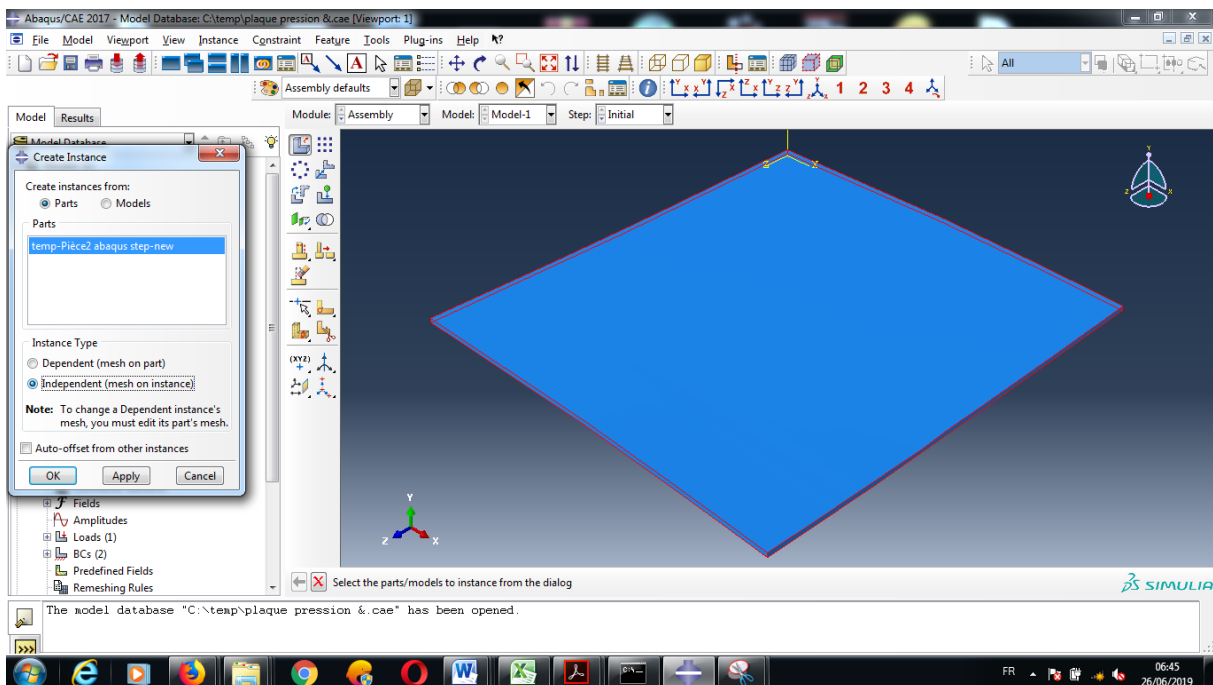 Abaqus/CAE 2017 - Model Database: C:\temp\plaque pression &.cae [Viewport: 1]
File Model Viewport View Instance Constraint Feature Tools Plug-ins Help
All
Assembly defaults
1 2 3 4
Model Results
Module: Assembly Model: Model-1 Step: Initial
Model Database
Create Instance
Create instances from:
Parts Models
Parts
temp-Pièce2 abaqus step-new
Instance Type
Dependent (mesh on part)
Independent (mesh on instance)
Note: To change a Dependent instance's
mesh, you must edit its part's mesh.
Auto-offset from other instances
OK Apply Cancel
Fields
Amplitudes
Loads (1)
BCs (2)
Predefined Fields
Remeshing Rules
(XYZ)
Z X
Y
Z X
Y
Z X
Select the parts/models to instance from the dialog
SIMULIA
The model database "C:\temp\plaque pression &.cae" has been opened.
>>>
FR
06:45
26/06/2019